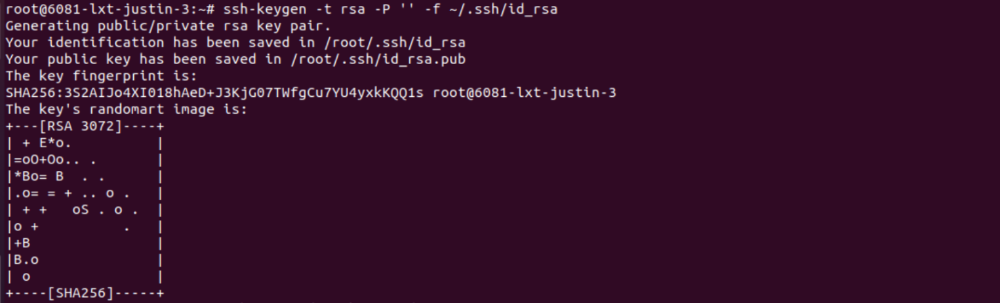 root@6081-lxt-justin-3:~# ssh-keygen -t rsa -P '' -f ~/.ssh/id_rsa
Generating public/private rsa key pair.
Your identification has been saved in /root/.ssh/id_rsa
Your public key has been saved in /root/.ssh/id_rsa.pub
The key fingerprint is:
SHA256:3S2AIJo4XI018hAeD+J3KjG07TWfgCu7YU4yxkKQQ1s root@6081-lxt-justin-3
The key's randomart image is:
+---[RSA 3072]----+
| + E*o.          |
|=oO+Oo.. .       |
|*Bo= B  . .      |
|.o= = + .. o .   |
| + +   oS . o .  |
|o +          .   |
|+B               |
|B.o              |
| o               |
+----[SHA256]-----+